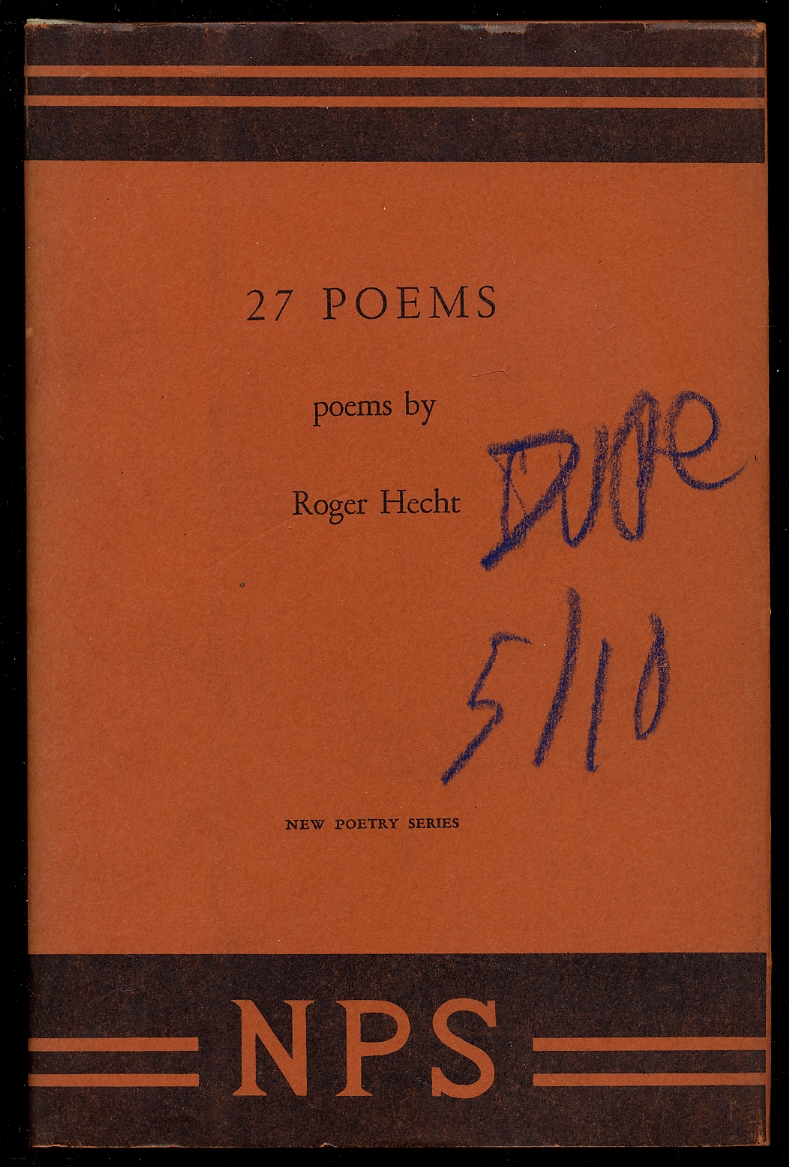 27 POEMS
poems by
Roger Hecht
Dupe
5/10
NEW POETRY SERIES
NPS